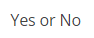 Yes or No